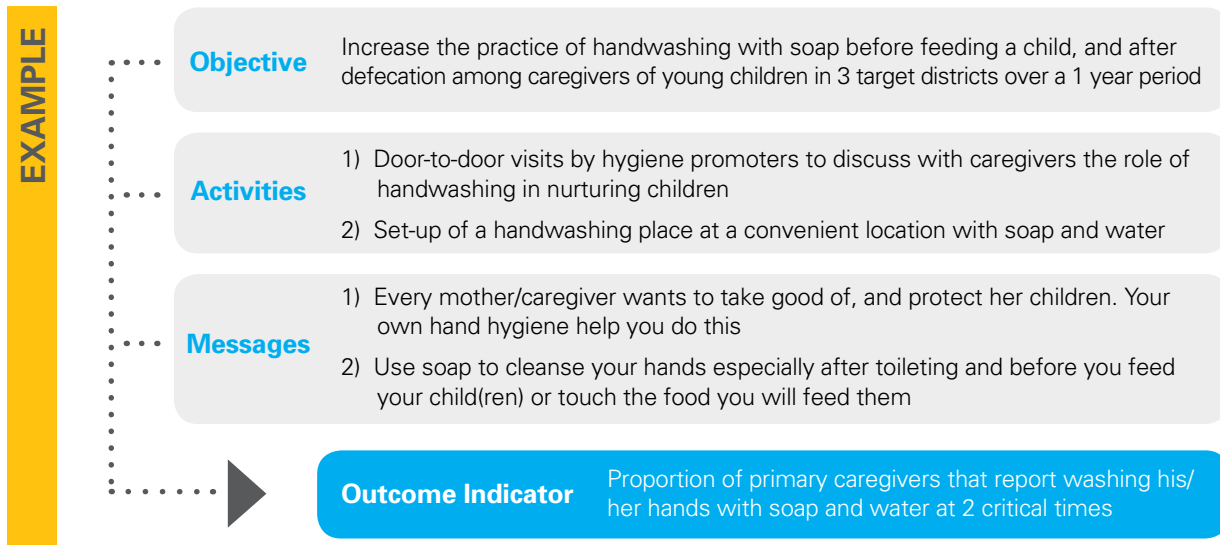 EXAMPLE
Objective
Increase the practice of handwashing with soap before feeding a child, and after
defecation among caregivers of young children in 3 target districts over a 1 year period
Activities
1) Door-to-door visits by hygiene promoters to discuss with caregivers the role of
handwashing in nurturing children
2) Set-up of a handwashing place at a convenient location with soap and water
Messages
1) Every mother/caregiver wants to take good of, and protect her children. Your
own hand hygiene help you do this
2) Use soap to cleanse your hands especially after toileting and before you feed
your child(ren) or touch the food you will feed them
Outcome Indicator
Proportion of primary caregivers that report washing his/
her hands with soap and water at 2 critical times